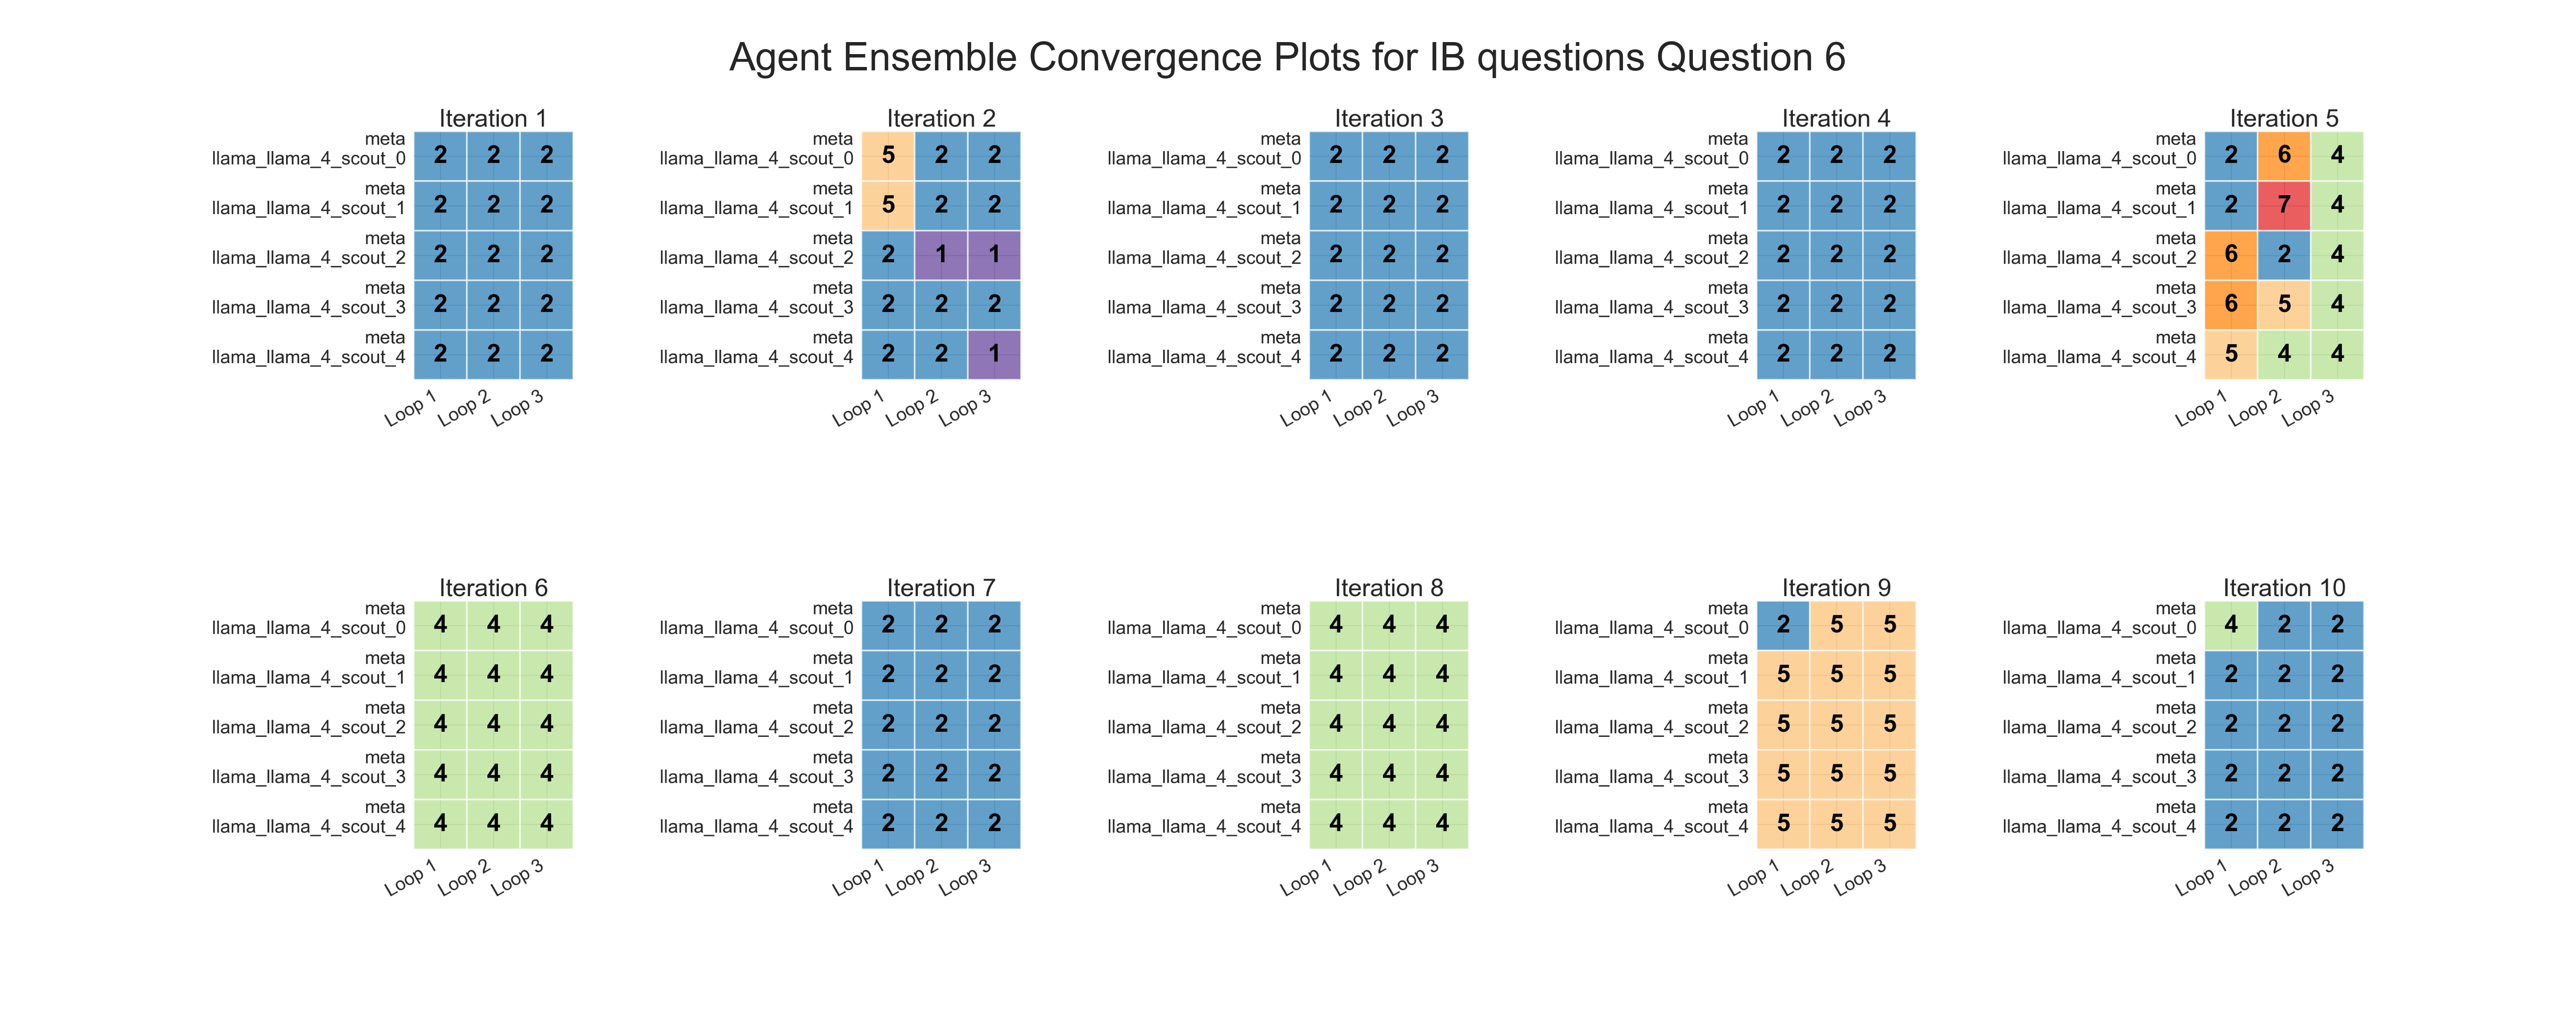 Agent Ensemble Convergence Plots for IB questions Question 6
Iteration 1
meta
llama_llama_4_scout_0
2 2 2
meta
llama_llama_4_scout_1
2 2 2
meta
llama_llama_4_scout_2
2 2 2
meta
llama_llama_4_scout_3
2 2 2
meta
llama_llama_4_scout_4
2 2 2
Loop 1 Loop 2 Loop 3
Iteration 2
meta
llama_llama_4_scout_0
5 2 2
meta
llama_llama_4_scout_1
5 2 2
meta
llama_llama_4_scout_2
2 1 1
meta
llama_llama_4_scout_3
2 2 2
meta
llama_llama_4_scout_4
2 2 1
Loop 1 Loop 2 Loop 3
Iteration 3
meta
llama_llama_4_scout_0
2 2 2
meta
llama_llama_4_scout_1
2 2 2
meta
llama_llama_4_scout_2
2 2 2
meta
llama_llama_4_scout_3
2 2 2
meta
llama_llama_4_scout_4
2 2 2
Loop 1 Loop 2 Loop 3
Iteration 4
meta
llama_llama_4_scout_0
2 2 2
meta
llama_llama_4_scout_1
2 2 2
meta
llama_llama_4_scout_2
2 2 2
meta
llama_llama_4_scout_3
2 2 2
meta
llama_llama_4_scout_4
2 2 2
Loop 1 Loop 2 Loop 3
Iteration 5
meta
llama_llama_4_scout_0
2 6 4
meta
llama_llama_4_scout_1
2 7 4
meta
llama_llama_4_scout_2
6 2 4
meta
llama_llama_4_scout_3
6 5 4
meta
llama_llama_4_scout_4
5 4 4
Loop 1 Loop 2 Loop 3
Iteration 6
meta
llama_llama_4_scout_0
4 4 4
meta
llama_llama_4_scout_1
4 4 4
meta
llama_llama_4_scout_2
4 4 4
meta
llama_llama_4_scout_3
4 4 4
meta
llama_llama_4_scout_4
4 4 4
Loop 1 Loop 2 Loop 3
Iteration 7
meta
llama_llama_4_scout_0
2 2 2
meta
llama_llama_4_scout_1
2 2 2
meta
llama_llama_4_scout_2
2 2 2
meta
llama_llama_4_scout_3
2 2 2
meta
llama_llama_4_scout_4
2 2 2
Loop 1 Loop 2 Loop 3
Iteration 8
meta
llama_llama_4_scout_0
4 4 4
meta
llama_llama_4_scout_1
4 4 4
meta
llama_llama_4_scout_2
4 4 4
meta
llama_llama_4_scout_3
4 4 4
meta
llama_llama_4_scout_4
4 4 4
Loop 1 Loop 2 Loop 3
Iteration 9
meta
llama_llama_4_scout_0
2 5 5
meta
llama_llama_4_scout_1
5 5 5
meta
llama_llama_4_scout_2
5 5 5
meta
llama_llama_4_scout_3
5 5 5
meta
llama_llama_4_scout_4
5 5 5
Loop 1 Loop 2 Loop 3
Iteration 10
meta
llama_llama_4_scout_0
4 2 2
meta
llama_llama_4_scout_1
2 2 2
meta
llama_llama_4_scout_2
2 2 2
meta
llama_llama_4_scout_3
2 2 2
meta
llama_llama_4_scout_4
2 2 2
Loop 1 Loop 2 Loop 3